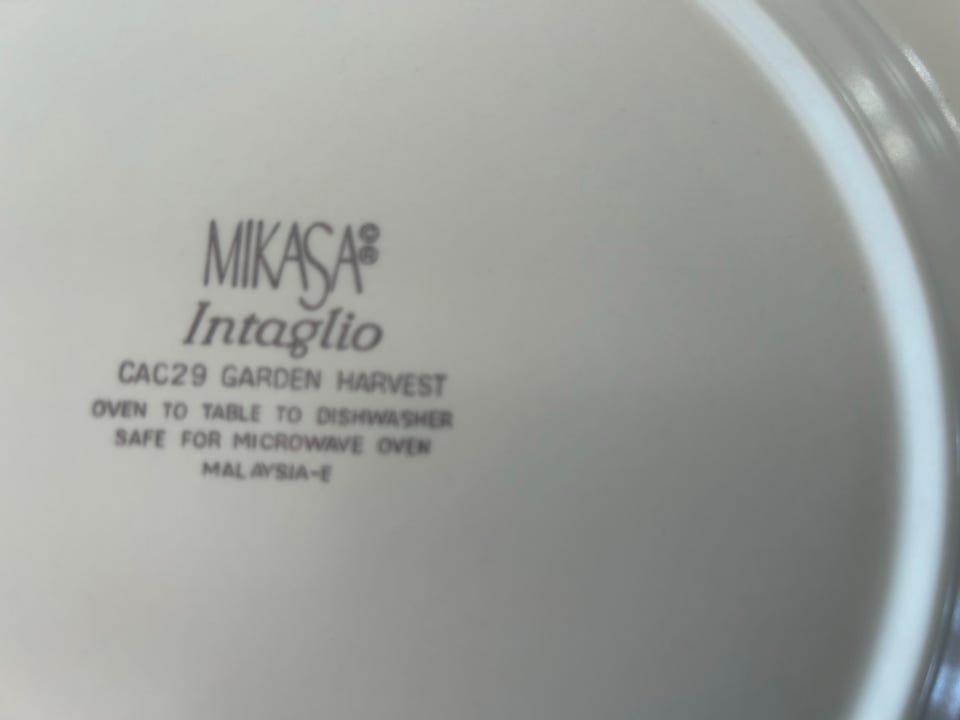 MIKASA©®
Intaglio
CAC29 GARDEN HARVEST
OVEN TO TABLE TO DISHWASHER
SAFE FOR MICROWAVE OVEN
MALAYSIA-E